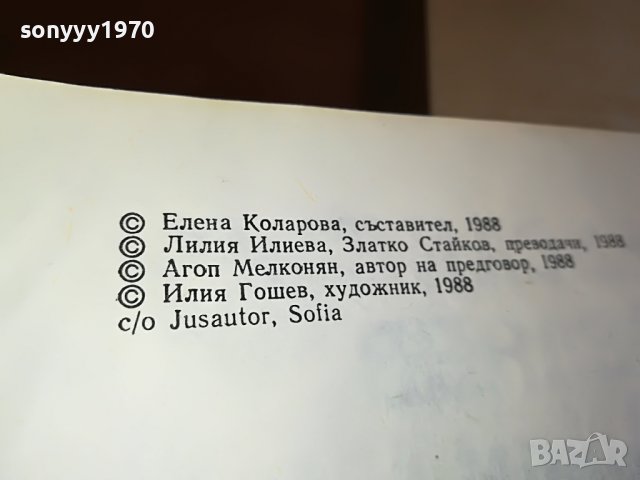 sonyyy1970
© Елена Коларова, съставител, 1988
© Лилия Илиева, Златко Стайков, преводачи, 1988
© Агоп Мелконян, автор на предговор, 1988
© Илия Гошев, художник, 1988
c/o Jusautor, Sofia
BAZAR